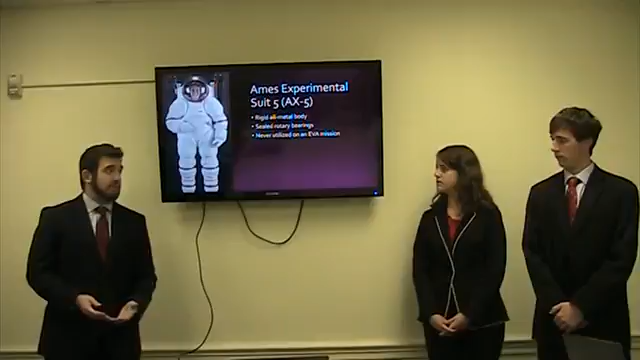 Ames Experimental
Suit 5 (AX-5)
• Rigid all-metal body
• Sealed rotary bearings
• Never utilized on an EVA mission